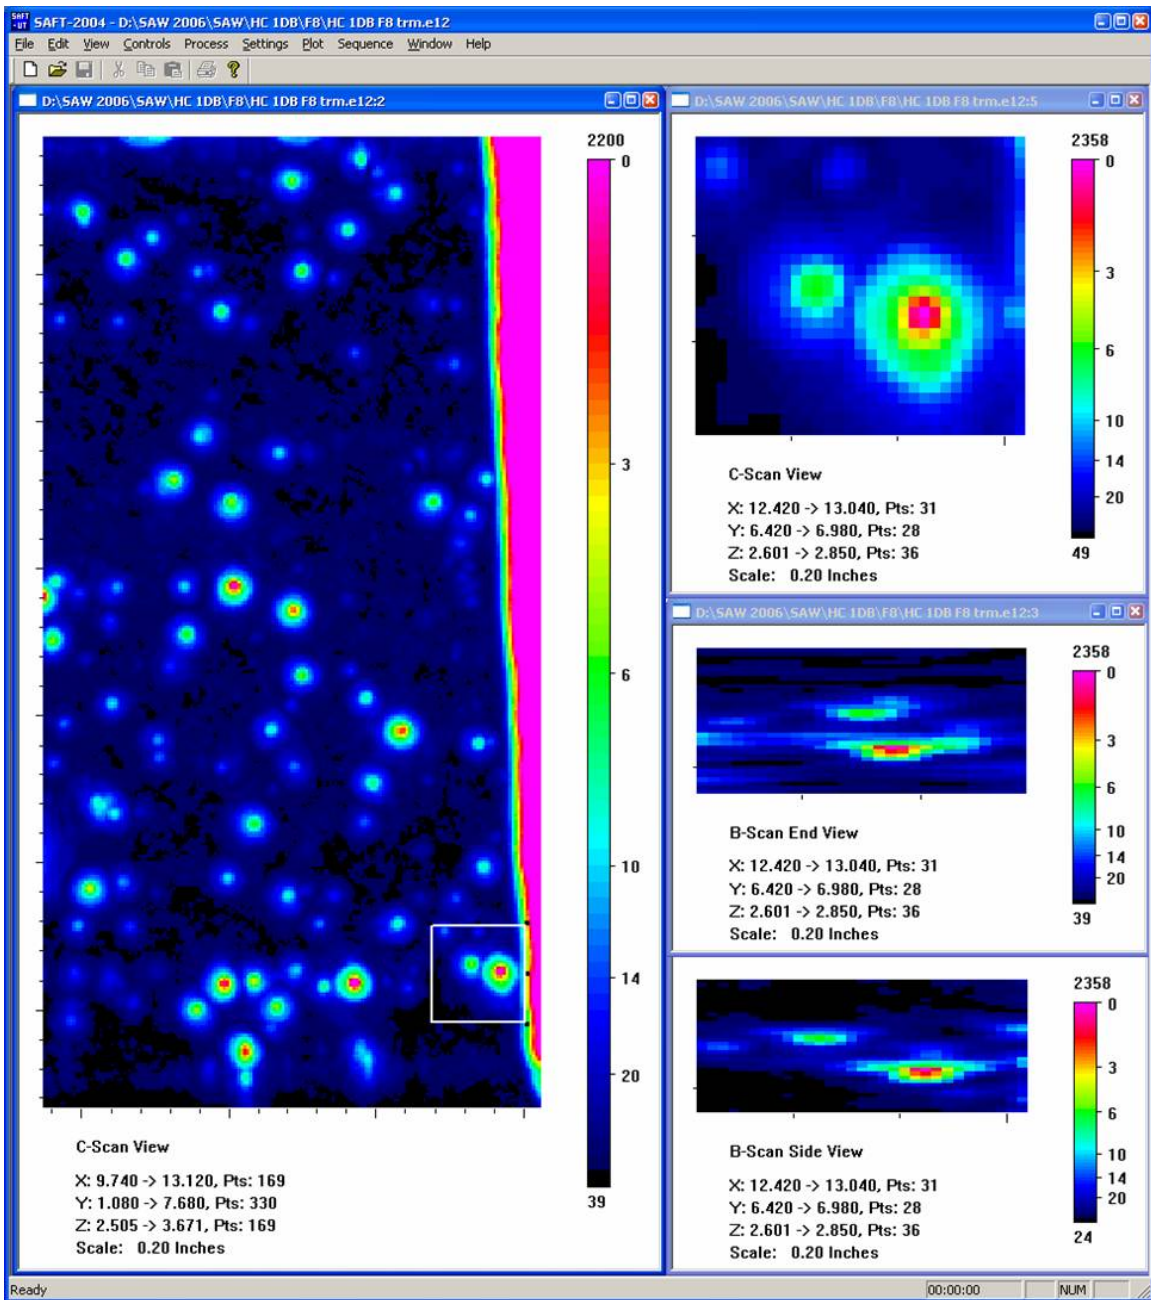 SAFT-2004 - D:\SAW 2006\SAW\HC 1DB\F8\HC 1DB F8 trm.e12
File Edit View Controls Process Settings Plot Sequence Window Help
D:\SAW 2006\SAW\HC 1DB\F8\HC 1DB F8 trm.e12:2
2200
0
3
6
10
14
20
39
C-Scan View
X: 9.740 -> 13.120, Pts: 169
Y: 1.080 -> 7.680, Pts: 330
Z: 2.505 -> 3.671, Pts: 169
Scale: 0.20 Inches
D:\SAW 2006\SAW\HC 1DB\F8\HC 1DB F8 trm.e12:5
2358
0
3
6
10
14
20
49
C-Scan View
X: 12.420 -> 13.040, Pts: 31
Y: 6.420 -> 6.980, Pts: 28
Z: 2.601 -> 2.850, Pts: 36
Scale: 0.20 Inches
D:\SAW 2006\SAW\HC 1DB\F8\HC 1DB F8 trm.e12:3
2358
0
3
6
10
14
20
39
B-Scan End View
X: 12.420 -> 13.040, Pts: 31
Y: 6.420 -> 6.980, Pts: 28
Z: 2.601 -> 2.850, Pts: 36
Scale: 0.20 Inches
2358
0
3
6
10
14
20
24
B-Scan Side View
X: 12.420 -> 13.040, Pts: 31
Y: 6.420 -> 6.980, Pts: 28
Z: 2.601 -> 2.850, Pts: 36
Scale: 0.20 Inches
Ready 00:00:00 NUM